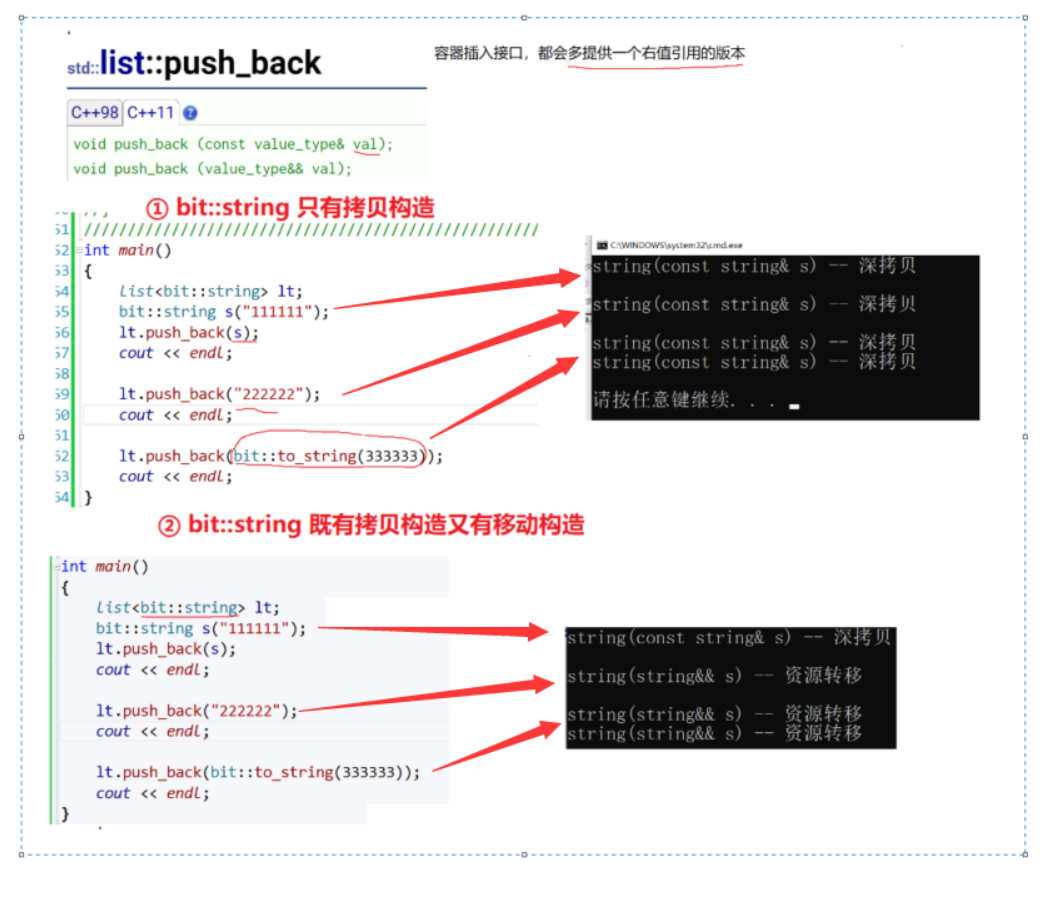 std::list::push_back
容器插入接口，都会多提供一个右值引用的版本
C++98 C++11 ?
void push_back (const value_type& val);
void push_back (value_type&& val);
① bit::string 只有拷贝构造
51 ////////////////////////////////////////////////////
52 int main()
53 {
54 list<bit::string> lt;
55 bit::string s("111111");
56 lt.push_back(s);
57 cout << endl;
58
59 lt.push_back("222222");
60 cout << endl;
61
62 lt.push_back(bit::to_string(333333));
63 cout << endl;
64 }
C:\WINDOWS\system32\cmd.exe
string(const string& s) -- 深拷贝
string(const string& s) -- 深拷贝
string(const string& s) -- 深拷贝
string(const string& s) -- 深拷贝
请按任意键继续. . .
② bit::string 既有拷贝构造又有移动构造
int main()
{
list<bit::string> lt;
bit::string s("111111");
lt.push_back(s);
cout << endl;
lt.push_back("222222");
cout << endl;
lt.push_back(bit::to_string(333333));
cout << endl;
}
string(const string& s) -- 深拷贝
string(string&& s) -- 资源转移
string(string&& s) -- 资源转移
string(string&& s) -- 资源转移